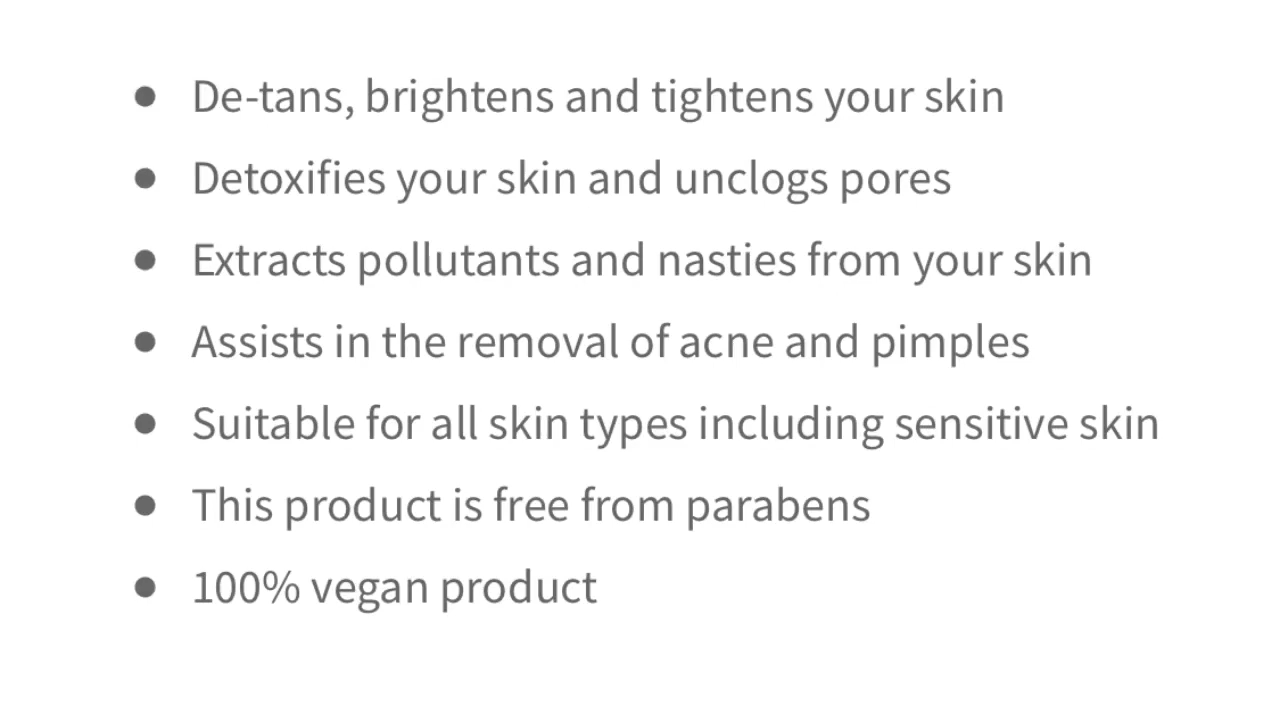 ● De-tans, brightens and tightens your skin
● Detoxifies your skin and unclogs pores
● Extracts pollutants and nasties from your skin
● Assists in the removal of acne and pimples
● Suitable for all skin types including sensitive skin
● This product is free from parabens
● 100% vegan product